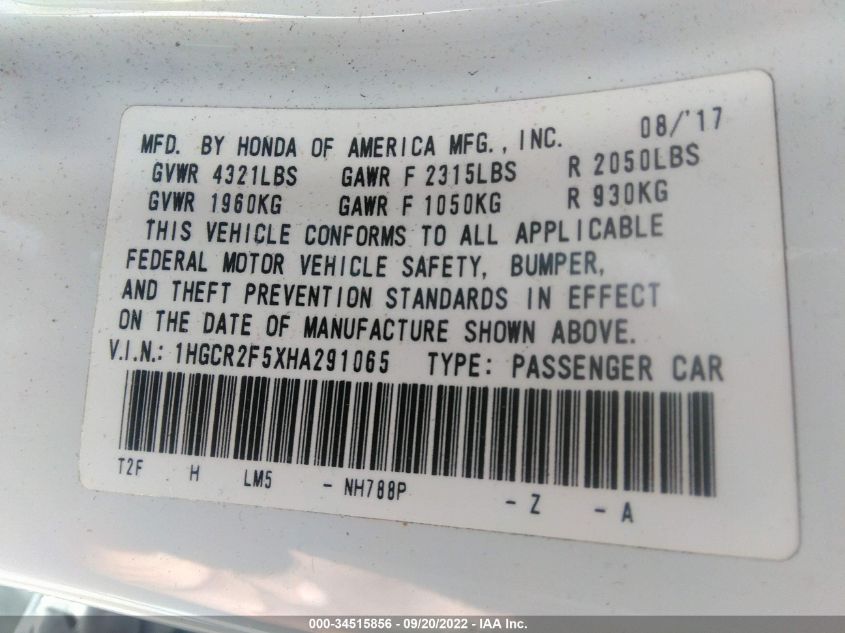 MFD. BY HONDA OF AMERICA MFG., INC. 08/'17
GVWR 4321LBS GAWR F 2315LBS R 2050LBS
GVWR 1960KG GAWR F 1050KG R 930KG
THIS VEHICLE CONFORMS TO ALL APPLICABLE
FEDERAL MOTOR VEHICLE SAFETY, BUMPER,
AND THEFT PREVENTION STANDARDS IN EFFECT
ON THE DATE OF MANUFACTURE SHOWN ABOVE.
V.I.N.: 1HGCR2F5XHA291065 TYPE: PASSENGER CAR
T2F H LM5 - NH788P - Z - A
000-34515856 - 09/20/2022 - IAA Inc.